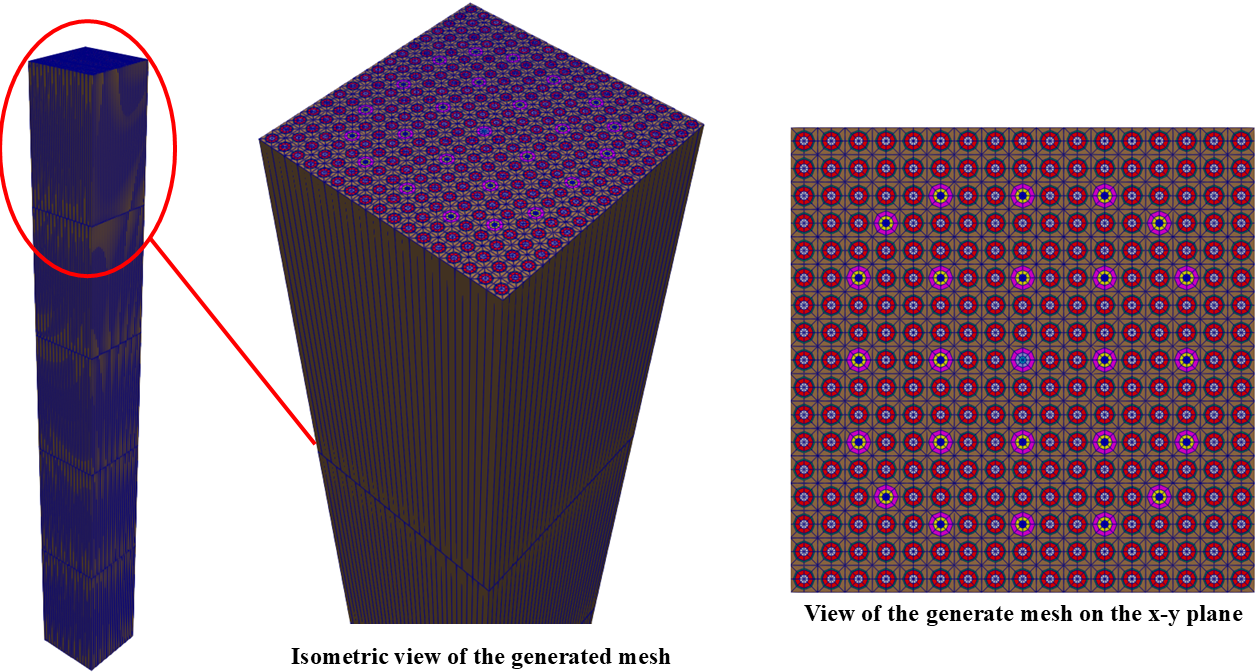 Isometric view of the generated mesh
View of the generate mesh on the x-y plane